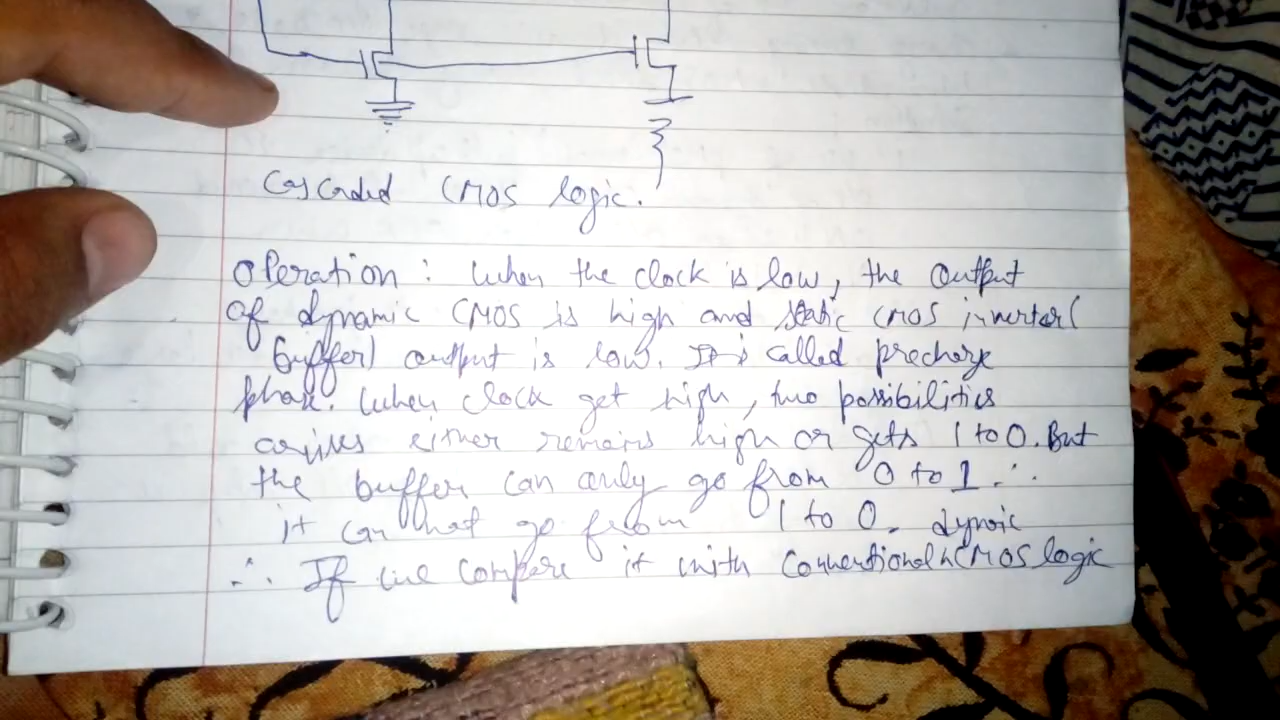 Cascaded CMOS logic.
Operation : When the clock is low, the output
of dynamic CMOS is high and static CMOS inverter(
buffer) output is low. It is called precharge
phase. When clock get high, two possibilities
arises either remains high or gets 1 to 0. But
the buffer can only go from 0 to 1 ∴
it can not go from 1 to 0. dynamic
∴ If we compare it with Conventional ^ CMOS logic